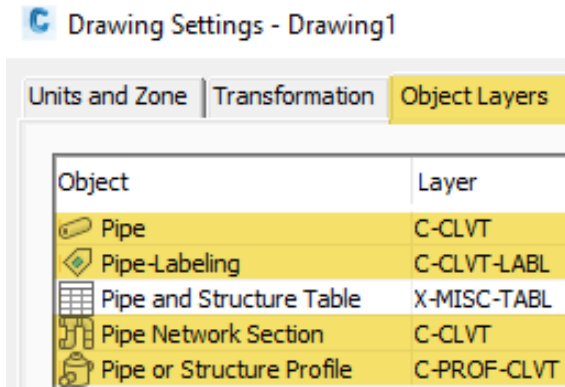 Drawing Settings - Drawing1
Units and Zone Transformation Object Layers
Object Layer
Pipe C-CLVT
Pipe-Labeling C-CLVT-LABL
Pipe and Structure Table X-MISC-TABL
Pipe Network Section C-CLVT
Pipe or Structure Profile C-PROF-CLVT